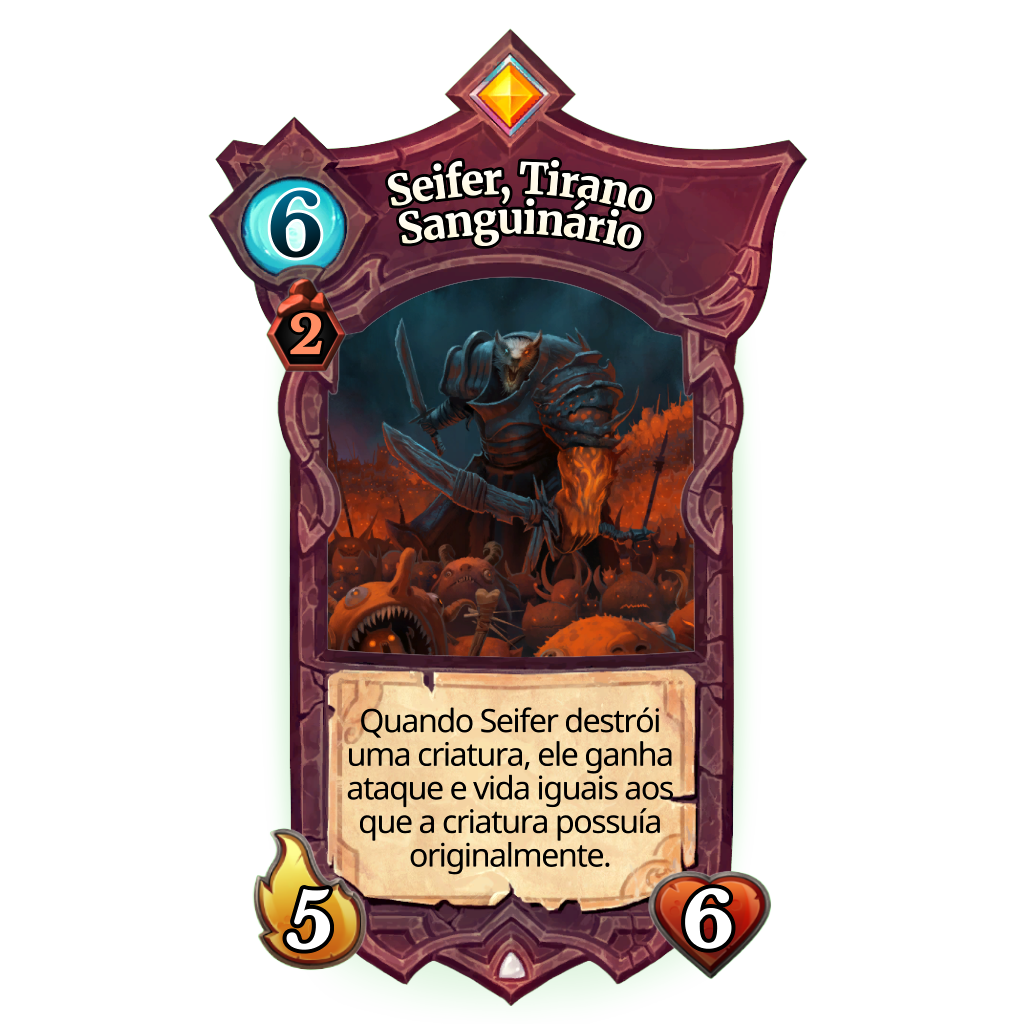 Seifer, Tirano
Sanguinário
6
2
Quando Seifer destrói
uma criatura, ele ganha
ataque e vida iguais aos
que a criatura possuía
originalmente.
5
6